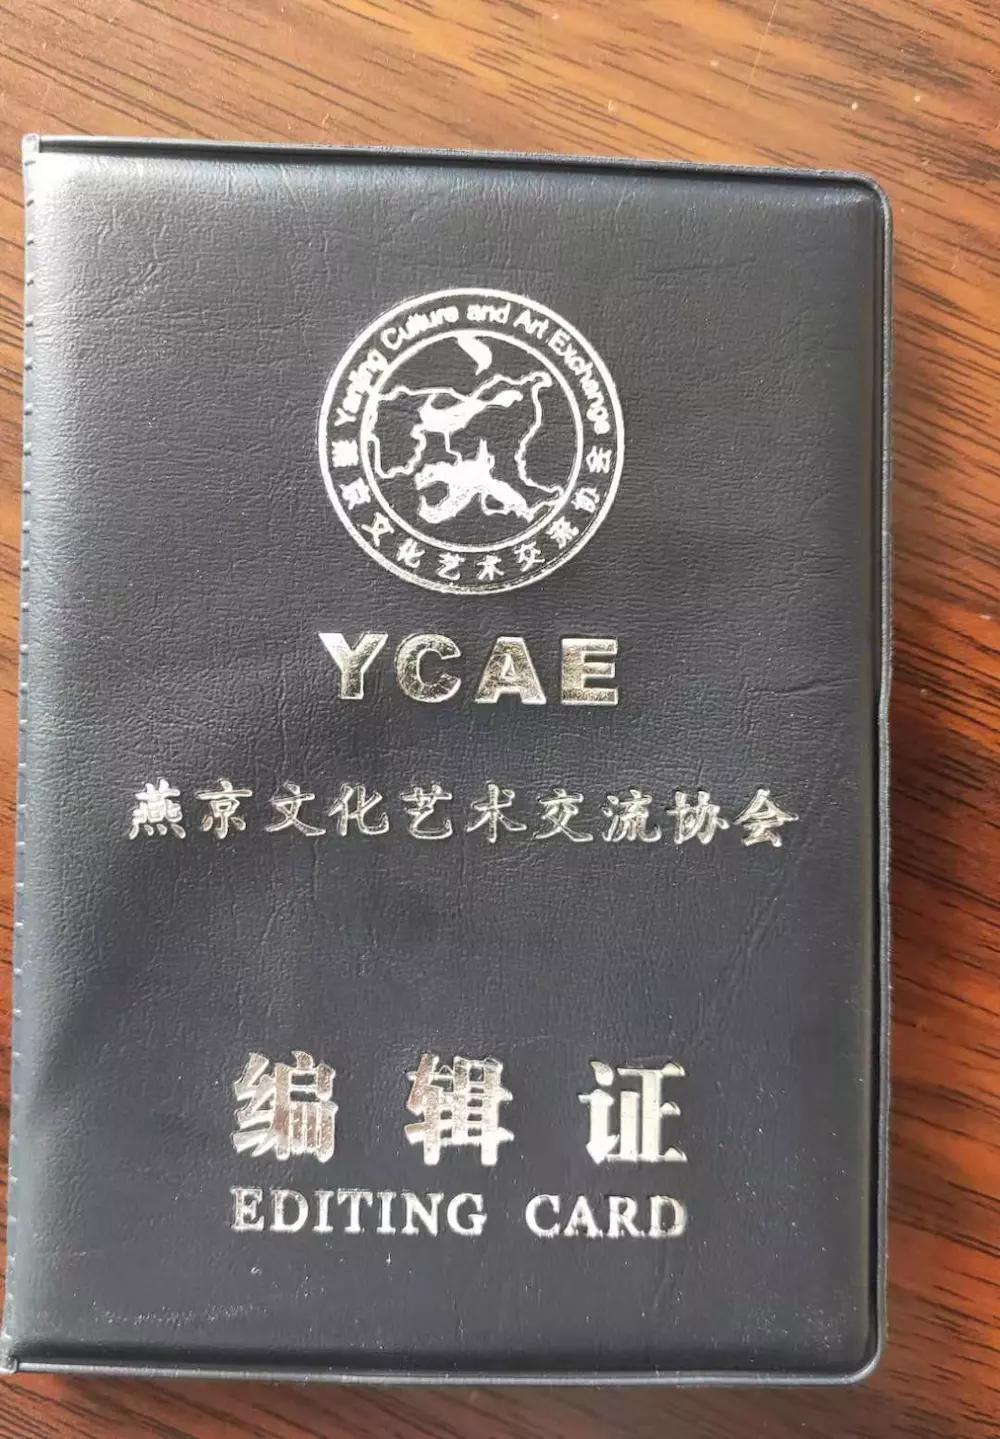 Yanjing Culture and Art Exchange
燕京文化艺术交流协会
YCAE
燕京文化艺术交流协会
编辑证
EDITING CARD